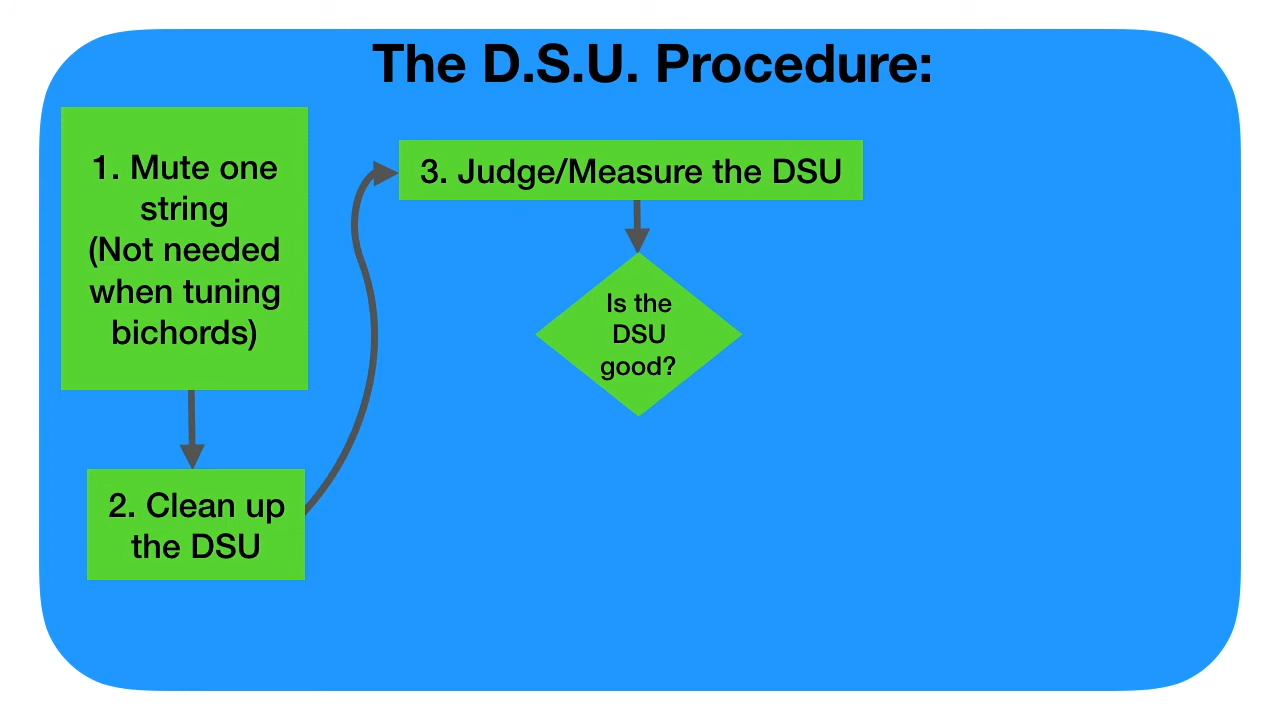 The D.S.U. Procedure:
1. Mute one
string
(Not needed
when tuning
bichords)
2. Clean up
the DSU
3. Judge/Measure the DSU
Is the
DSU
good?